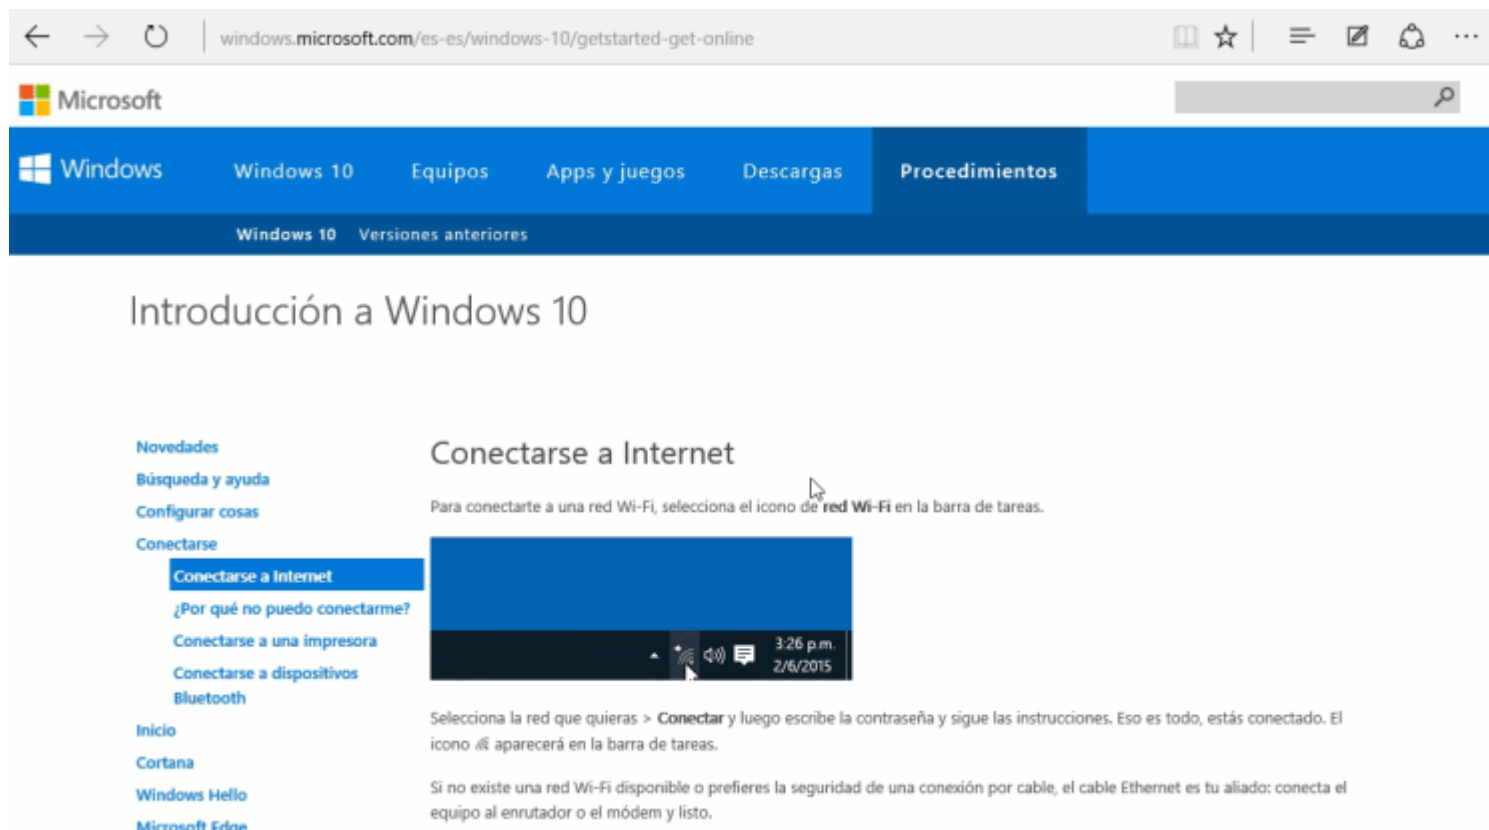 windows.microsoft.com/es-es/windows-10/getstarted-get-online
Microsoft
Windows
Windows 10
Equipos
Apps y juegos
Descargas
Procedimientos
Windows 10
Versiones anteriores
Introducción a Windows 10
Novedades
Búsqueda y ayuda
Configurar cosas
Conectarse
Conectarse a Internet
¿Por qué no puedo conectarme?
Conectarse a una impresora
Conectarse a dispositivos
Bluetooth
Inicio
Cortana
Windows Hello
Microsoft Edge
Conectarse a Internet
Para conectarte a una red Wi-Fi, selecciona el icono de red Wi-Fi en la barra de tareas.
3:26 p.m.
2/6/2015
Selecciona la red que quieras > Conectar y luego escribe la contraseña y sigue las instrucciones. Eso es todo, estás conectado. El
icono aparecerá en la barra de tareas.
Si no existe una red Wi-Fi disponible o prefieres la seguridad de una conexión por cable, el cable Ethernet es tu aliado: conecta el
equipo al enrutador o el módem y listo.